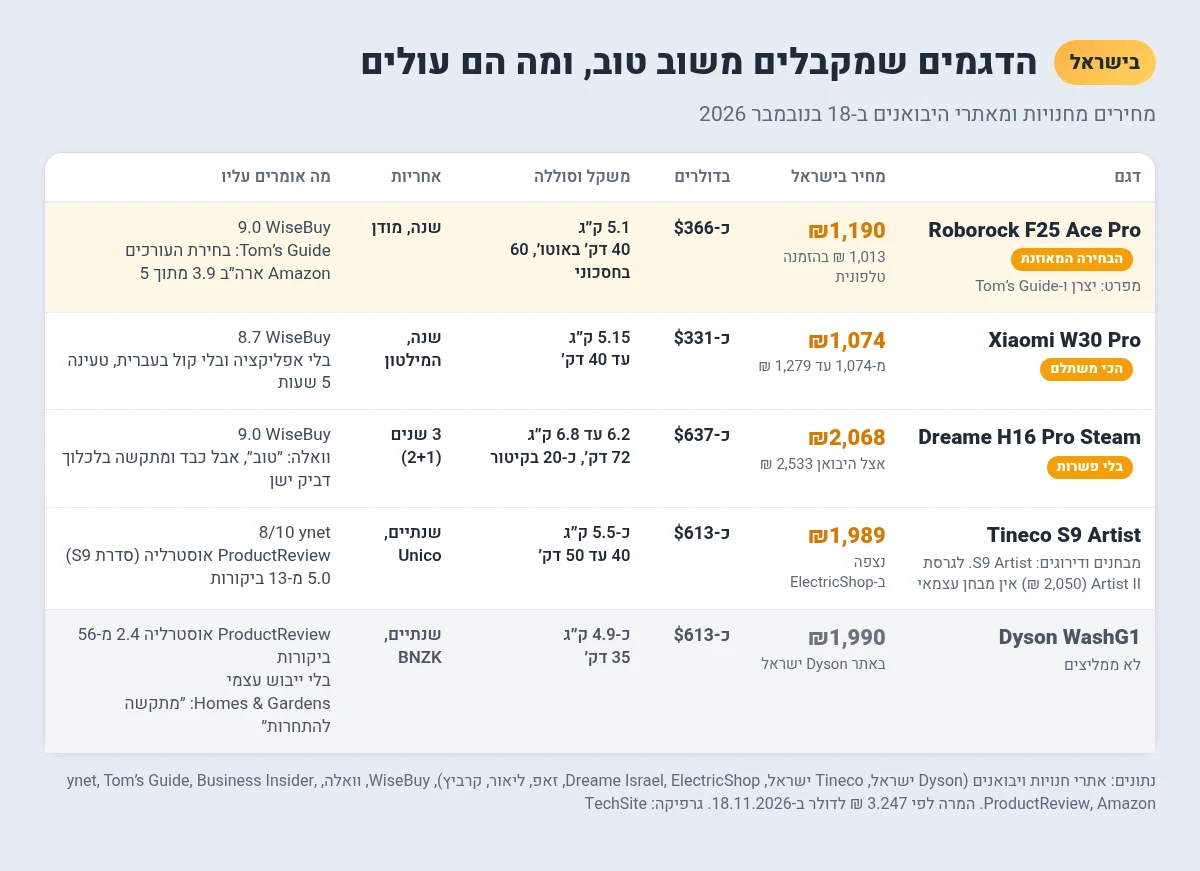 בישראל
הדגמים שמקבלים משוב טוב, ומה הם עולים
מחירים מחנויות ומאתרי היבואנים ב-18 בנובמבר 2026
דגם
מחיר בישראל
בדולרים
משקל וסוללה
אחריות
מה אומרים עליו
Roborock F25 Ace Pro
הבחירה המאוזנת
מפרט: יצרן ו-Tom’s Guide
₪1,190
1,013 ₪ בהזמנה
טלפונית
כ-$366
5.1 ק״ג
40 דק׳ באוטו׳, 60
בחסכוני
שנה, מודן
WiseBuy 9.0
Tom’s Guide: בחירת העורכים
Amazon ארה״ב 3.9 מתוך 5
Xiaomi W30 Pro
הכי משתלם
₪1,074
מ-1,074 עד 1,279 ₪
כ-$331
5.15 ק״ג
עד 40 דק׳
שנה,
המילטון
WiseBuy 8.7
בלי אפליקציה ובלי קול בעברית, טעינה
5 שעות
Dreame H16 Pro Steam
בלי פשרות
₪2,068
אצל היבואן 2,533 ₪
כ-$637
6.2 עד 6.8 ק״ג
72 דק׳, כ-20 בקיטור
3 שנים
(2+1)
WiseBuy 9.0
וואלה: ״טוב״, אבל כבד ומתקשה בלכלוך
דביק ישן
Tineco S9 Artist
מבחנים ודירוגים: S9 Artist. לגרסת
Artist II (2,050 ₪) אין מבחן עצמאי
₪1,989
נצפה
ב-ElectricShop
כ-$613
כ-5.5 ק״ג
40 עד 50 דק׳
שנתיים,
Unico
ynet 8/10
ProductReview אוסטרליה (סדרת S9)
5.0 מ-13 ביקורות
Dyson WashG1
לא ממליצים
₪1,990
באתר Dyson ישראל
כ-$613
כ-4.9 ק״ג
35 דק׳
שנתיים,
BNZK
ProductReview אוסטרליה 2.4 מ-56
ביקורות
בלי ייבוש עצמי
Homes & Gardens: ״מתקשה
להתחרות״
נתונים: אתרי חנויות ויבואנים (Dyson ישראל, Tineco ישראל, Dreame Israel, ElectricShop, זאפ, ליאור, קרביץ), WiseBuy, וואלה, ynet, Tom’s Guide, Business Insider,
ProductReview, Amazon. המרה לפי 3.247 ₪ לדולר ב-18.11.2026. גרפיקה: TechSite